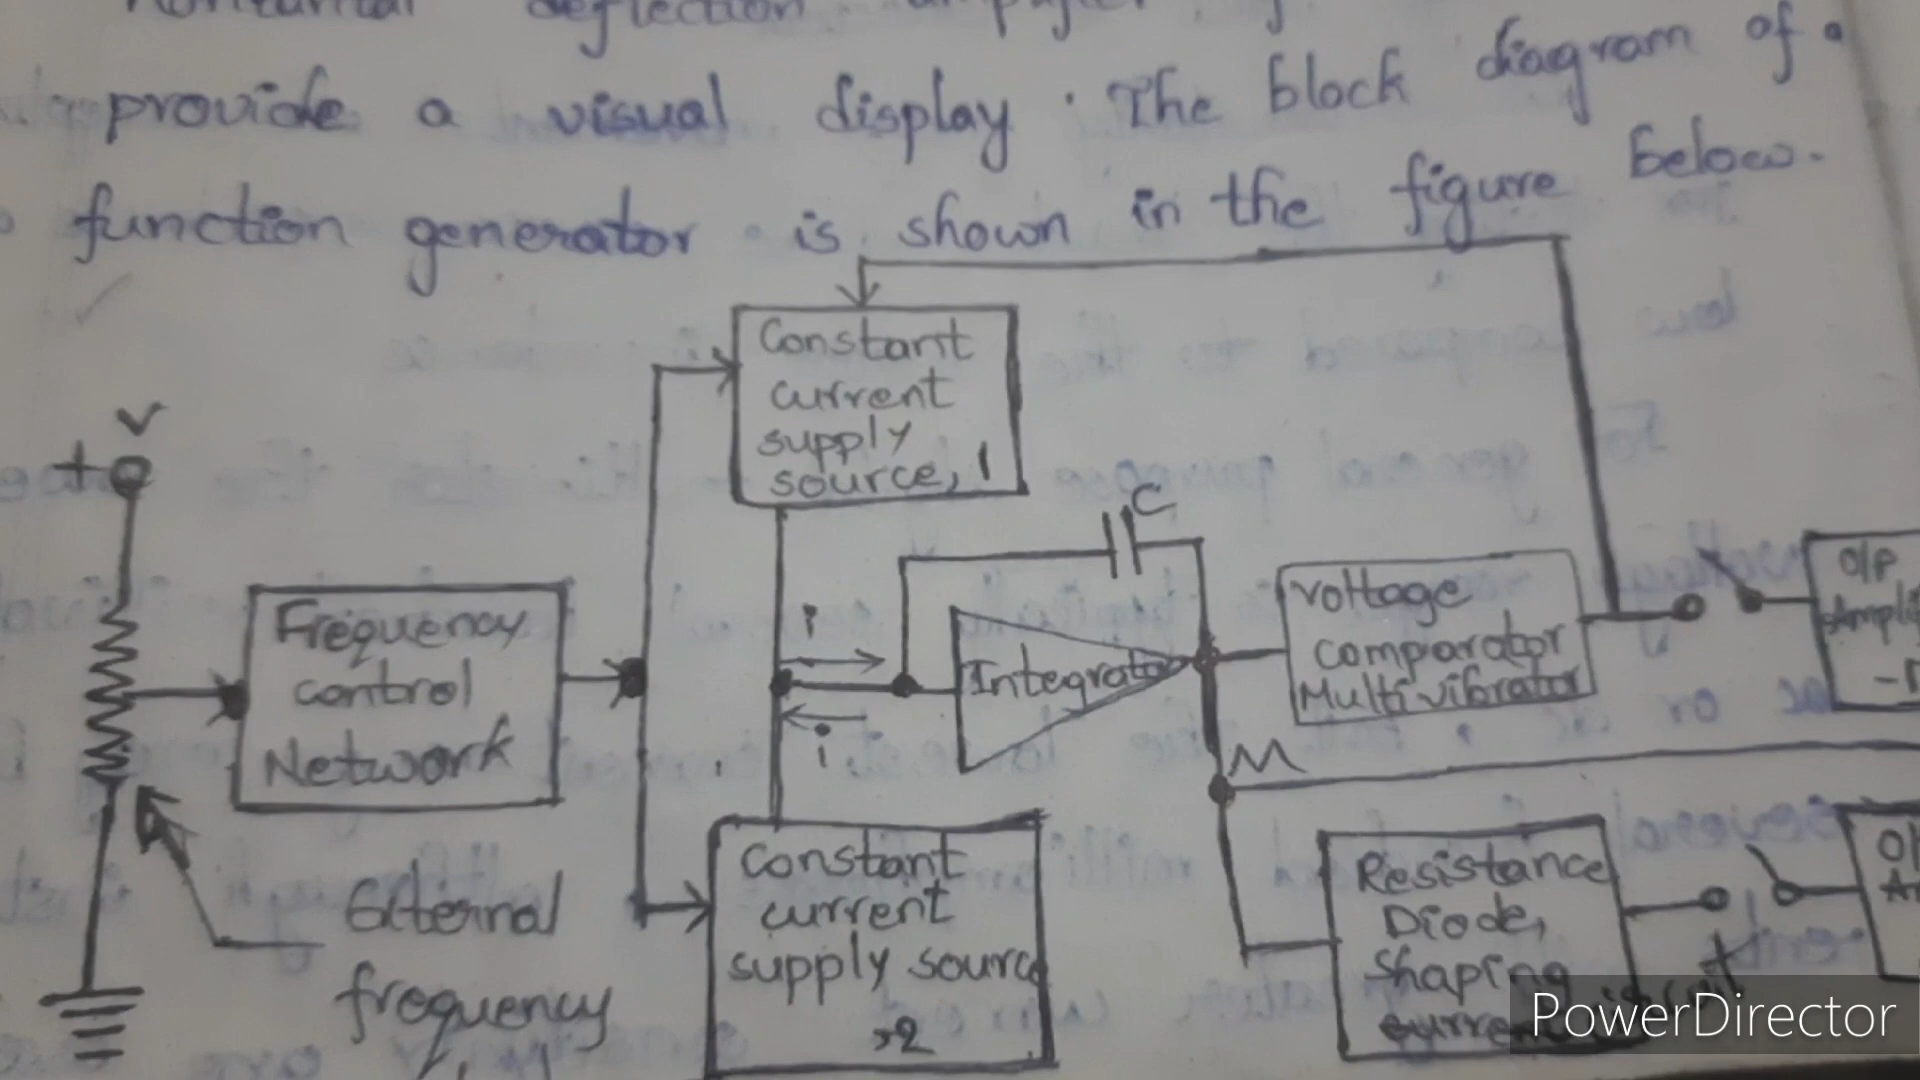 deflection
provide a visual display. The block diagram of a
function generator is shown in the figure below.
+ V
Constant
current
supply
source, 1
C
Frequency
control
Network
i
Integrator
i
Voltage
comparator
Multivibrator
O/P
M
External
frequency
Constant
current
supply source
,2
Resistance
Diode,
Shaping
circuit
PowerDirector